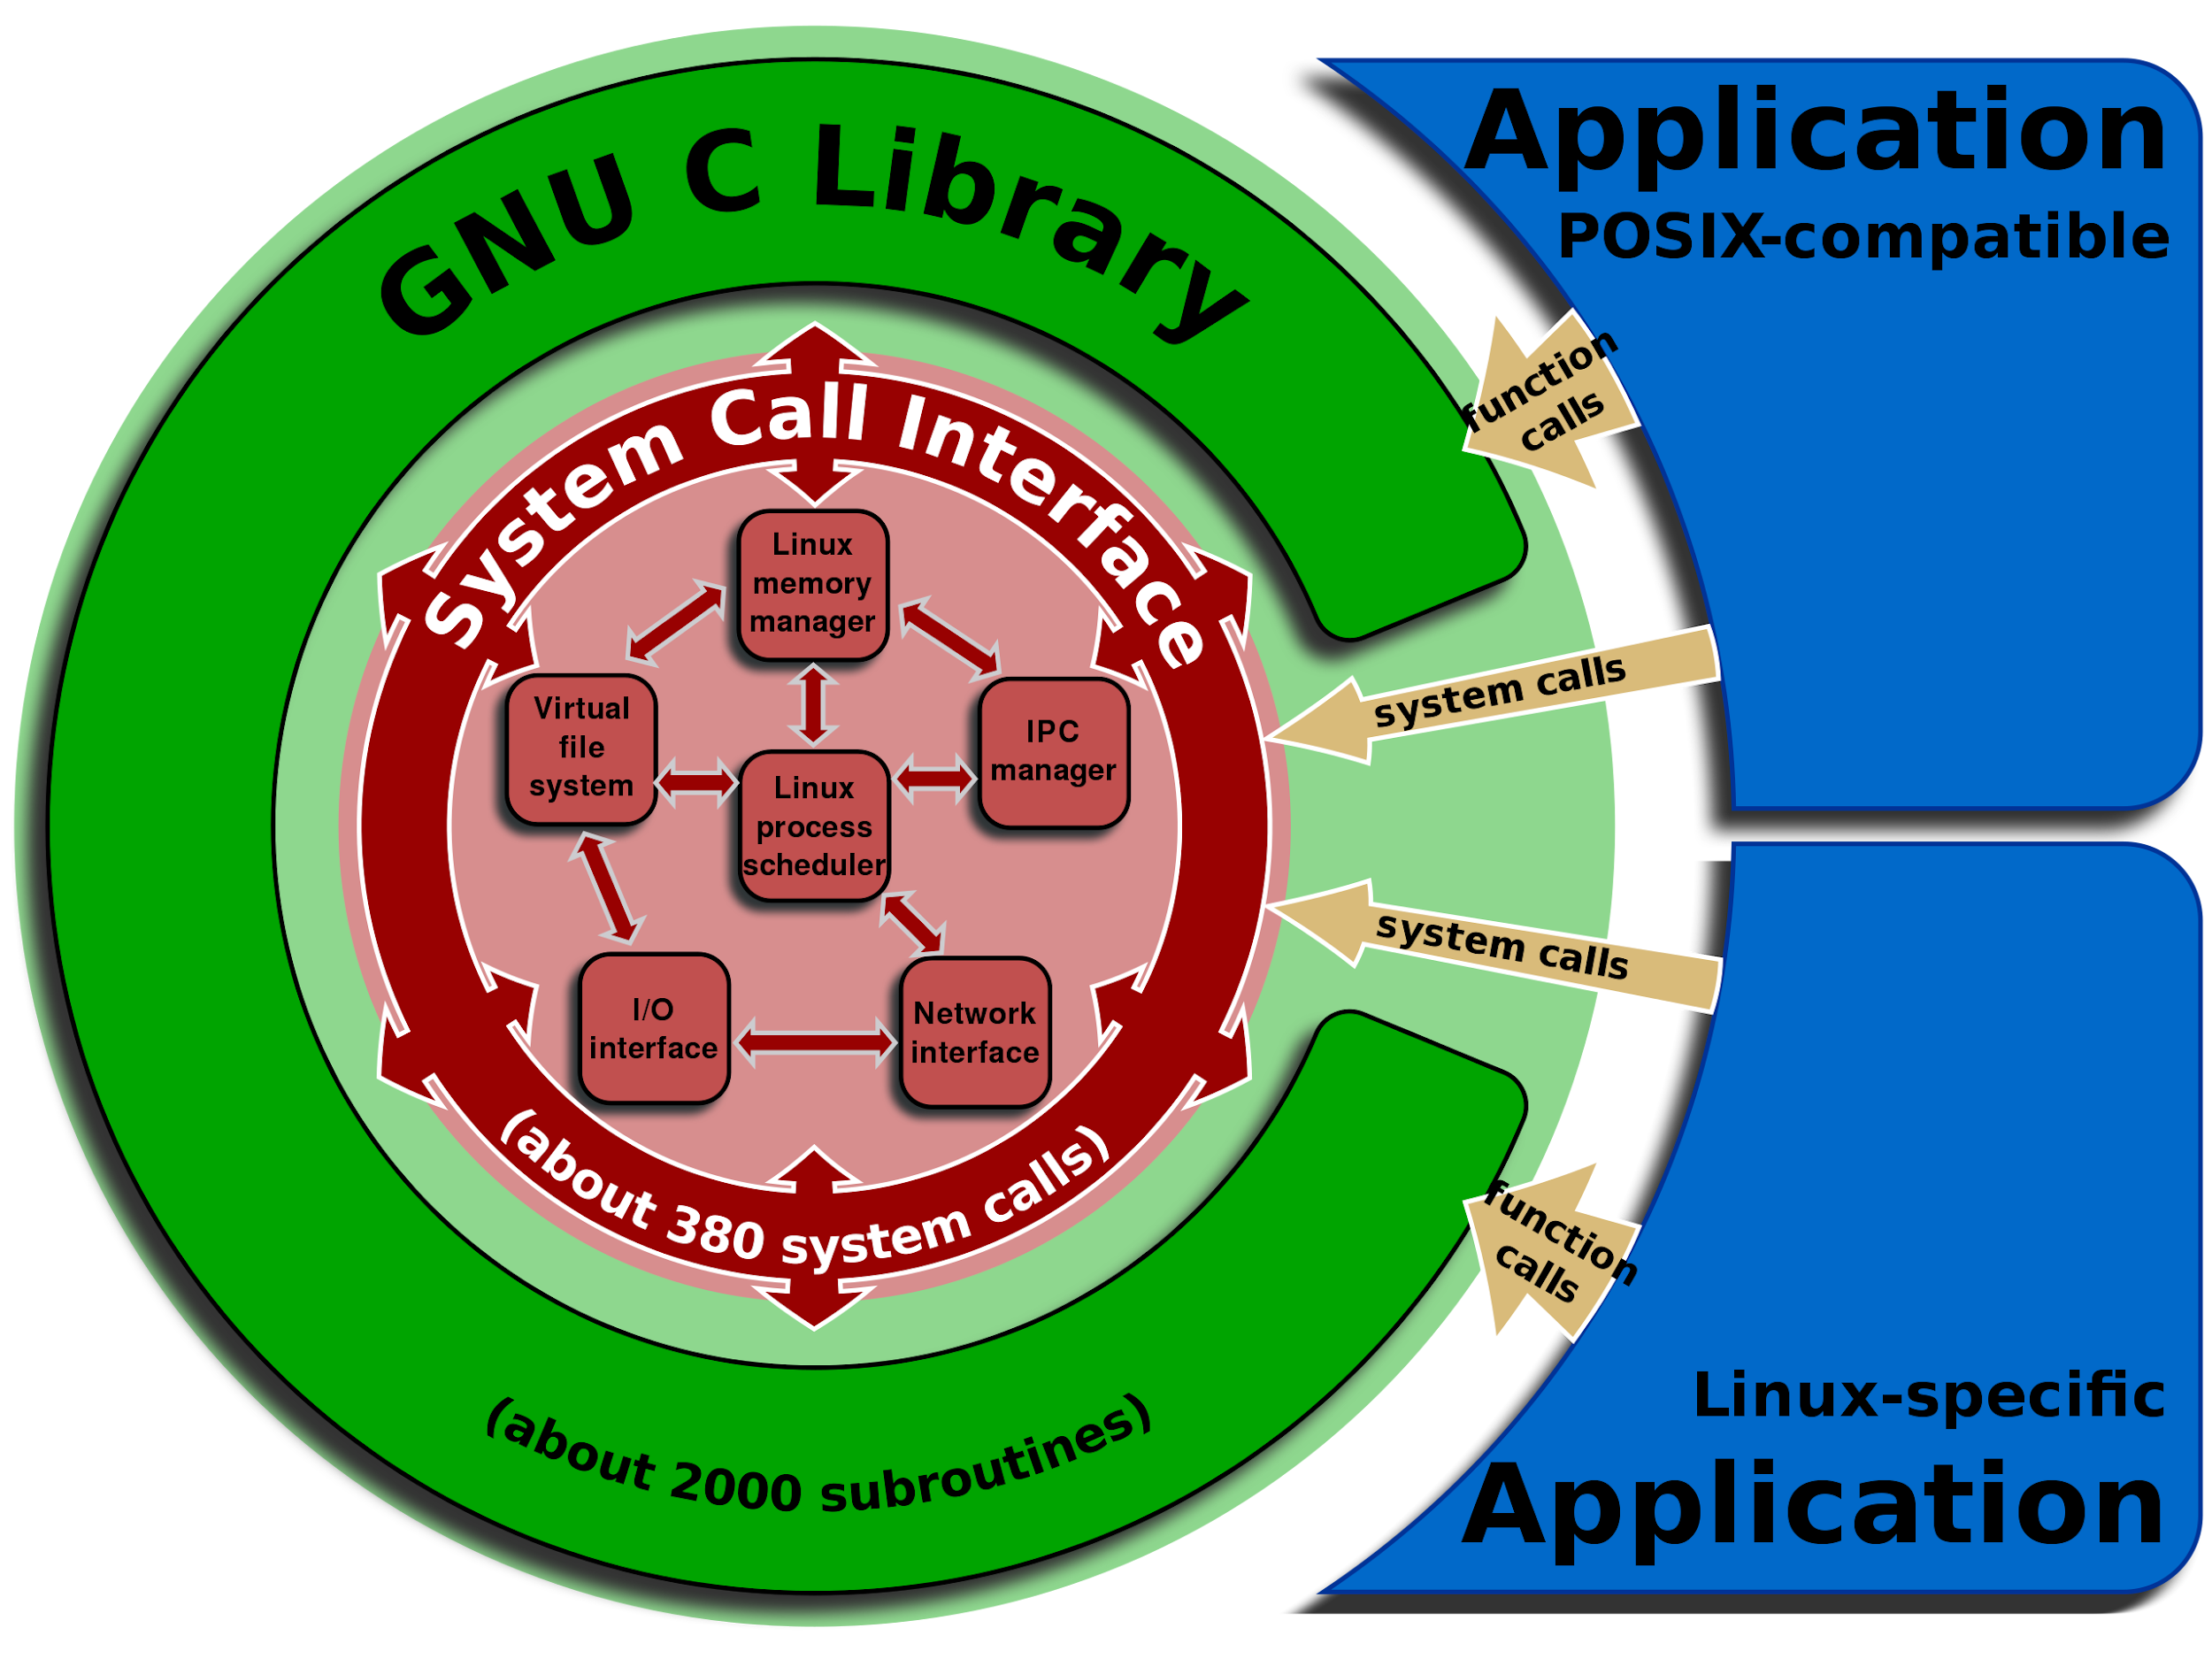 GNU C Library
Application
POSIX-compatible
function
calls
System Call Interface
Linux
memory
manager
system calls
Virtual
file
system
IPC
manager
Linux
process
scheduler
system calls
I/O
interface
Network
interface
(about 380 system calls)
function
calls
(about 2000 subroutines)
Linux-specific
Application